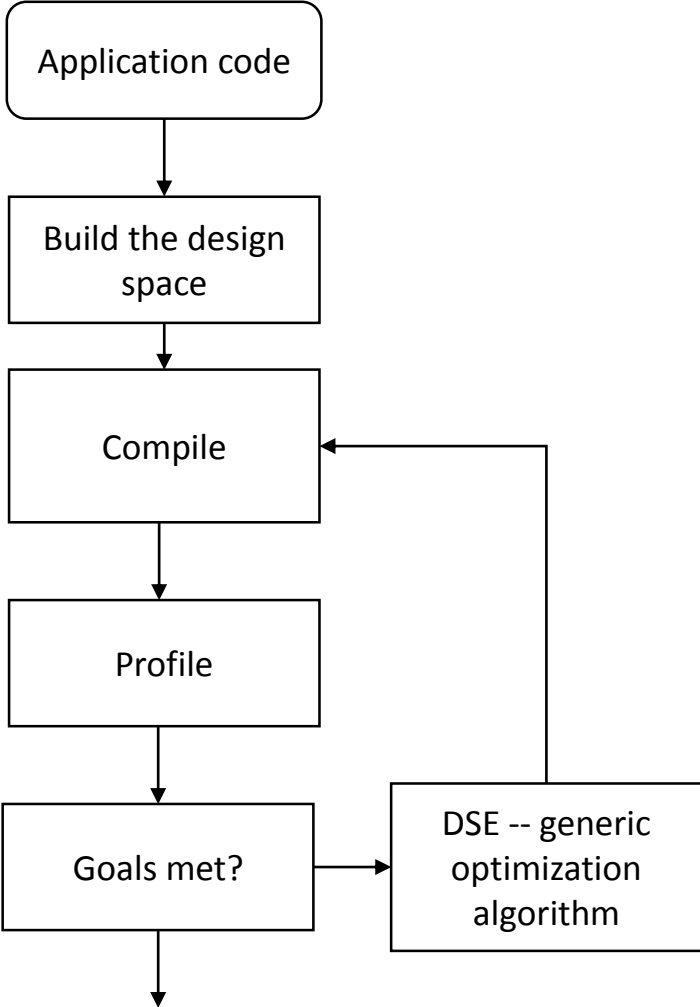 Application code
Build the design
space
Compile
Profile
Goals met?
DSE -- generic
optimization
algorithm